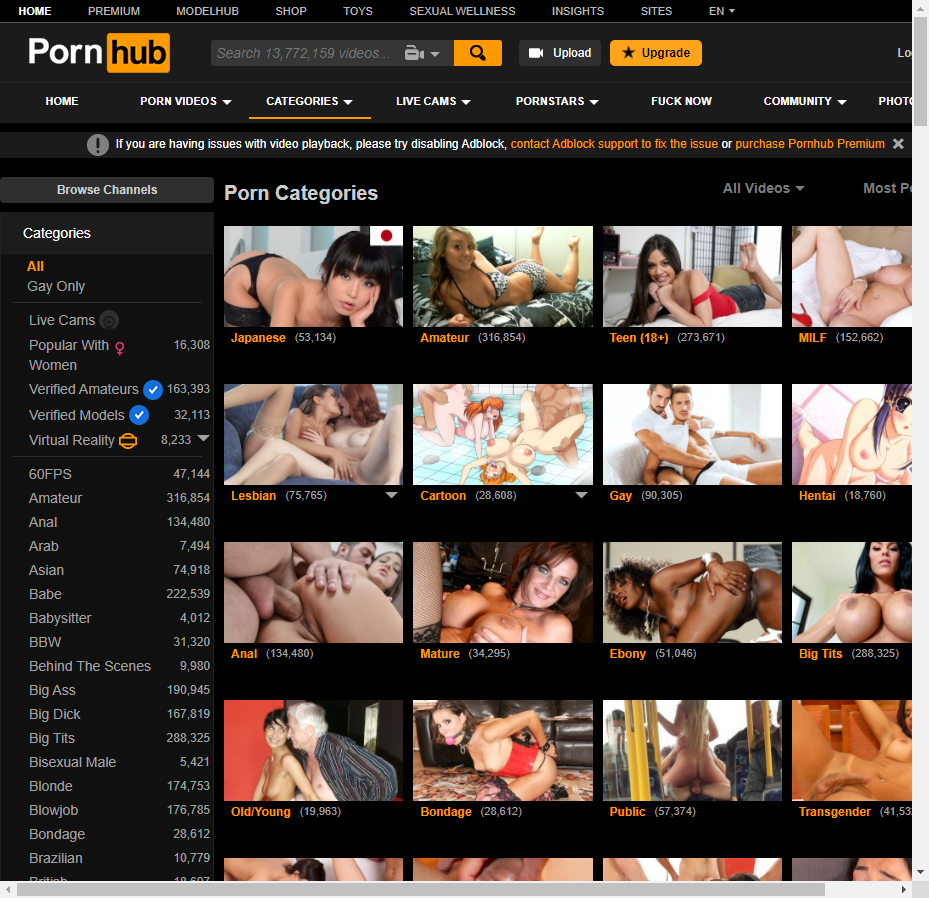 HOME PREMIUM MODELHUB SHOP TOYS SEXUAL WELLNESS INSIGHTS SITES EN
Porn hub
Search 13,772,159 videos...
Upload
Upgrade
Lo
HOME PORN VIDEOS CATEGORIES LIVE CAMS PORNSTARS FUCK NOW COMMUNITY PHOTO
If you are having issues with video playback, please try disabling Adblock, contact Adblock support to fix the issue or purchase Pornhub Premium
Browse Channels
Categories
All
Gay Only
Live Cams
Popular With Women 16,308
Verified Amateurs 163,393
Verified Models 32,113
Virtual Reality 8,233
60FPS 47,144
Amateur 316,854
Anal 134,480
Arab 7,494
Asian 74,918
Babe 222,539
Babysitter 4,012
BBW 31,320
Behind The Scenes 9,980
Big Ass 190,945
Big Dick 167,819
Big Tits 288,325
Bisexual Male 5,421
Blonde 174,753
Blowjob 176,785
Bondage 28,612
Brazilian 10,779
British 18,697
Porn Categories
All Videos
Most Po
Japanese (53,134)
Amateur (316,854)
Teen (18+) (273,671)
MILF (152,662)
Lesbian (75,765)
Cartoon (28,608)
Gay (90,305)
Hentai (18,760)
Anal (134,480)
Mature (34,295)
Ebony (51,046)
Big Tits (288,325)
Old/Young (19,963)
Bondage (28,612)
Public (57,374)
Transgender (41,53